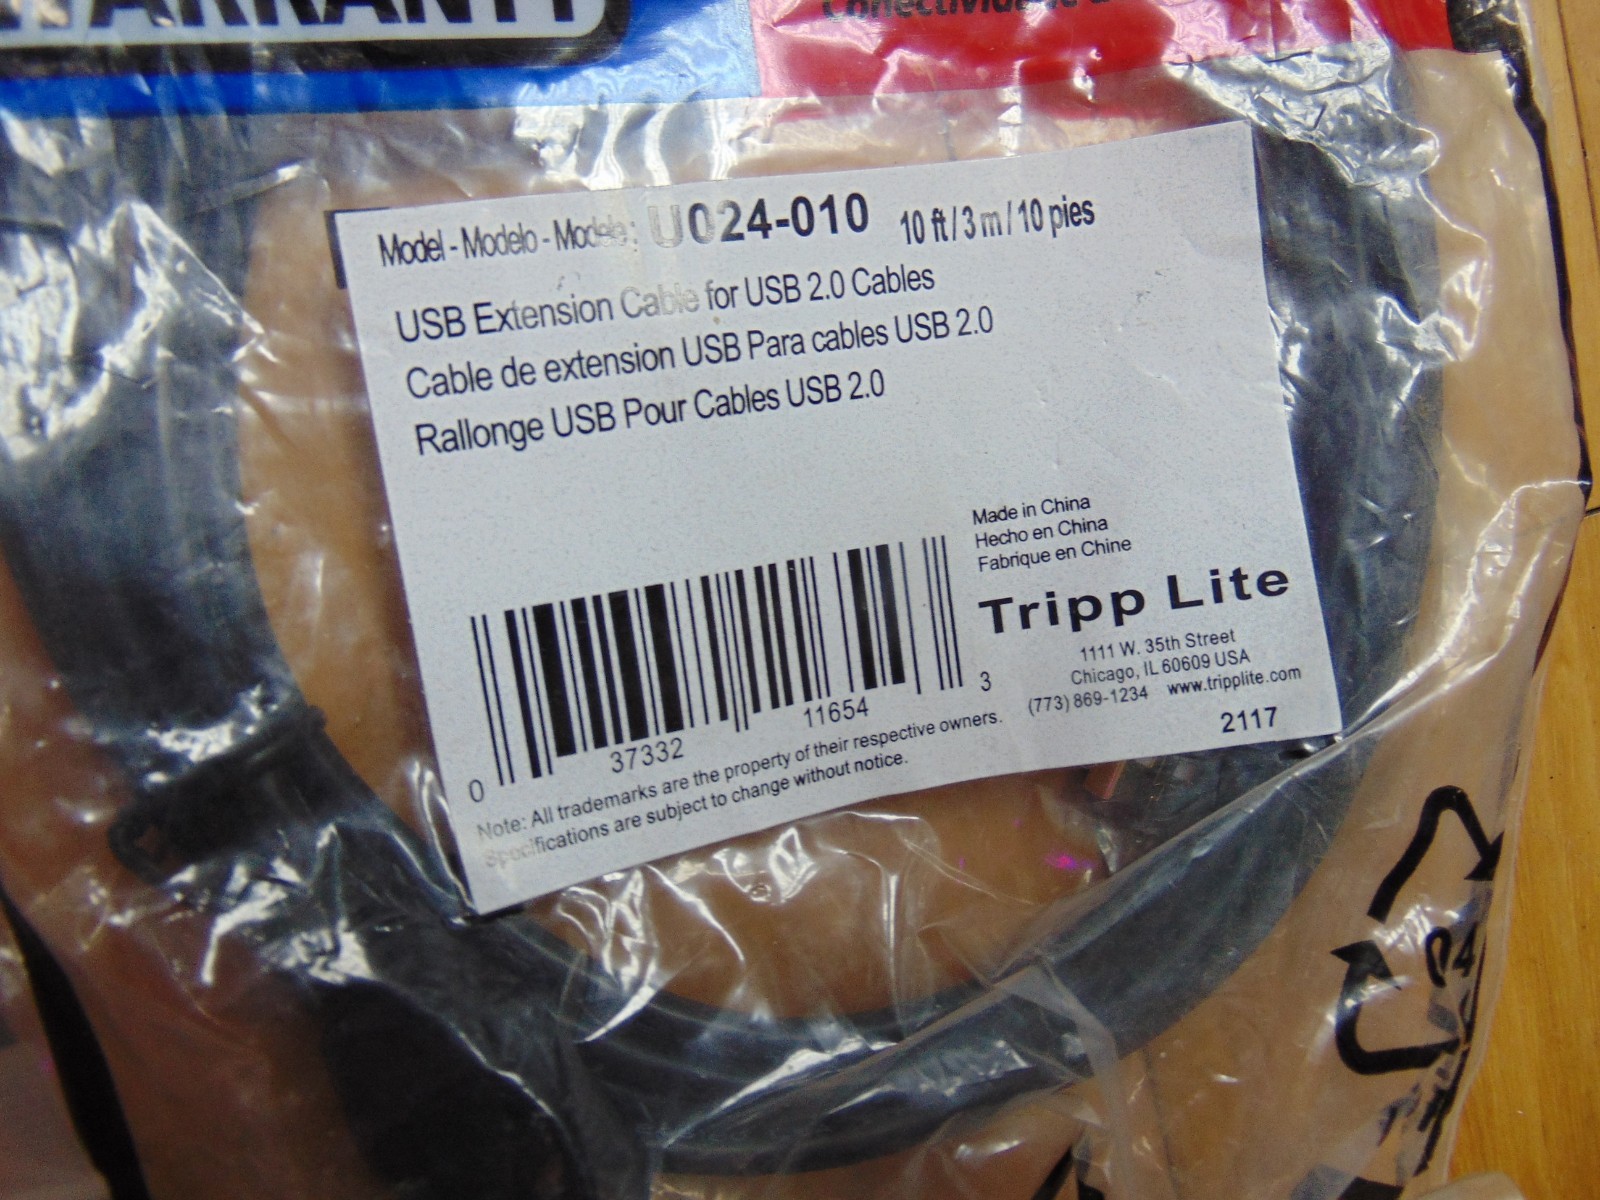 WARRANTY
Model - Modelo - Modele: U024-010 10 ft / 3 m / 10 pies
USB Extension Cable for USB 2.0 Cables
Cable de extension USB Para cables USB 2.0
Rallonge USB Pour Cables USB 2.0
Made in China
Hecho en China
Fabrique en Chine
Tripp Lite
1111 W. 35th Street
Chicago, IL 60609 USA
(773) 869-1234 www.tripplite.com
2117
0 37332 11654 3
Note: All trademarks are the property of their respective owners.
Specifications are subject to change without notice.
04